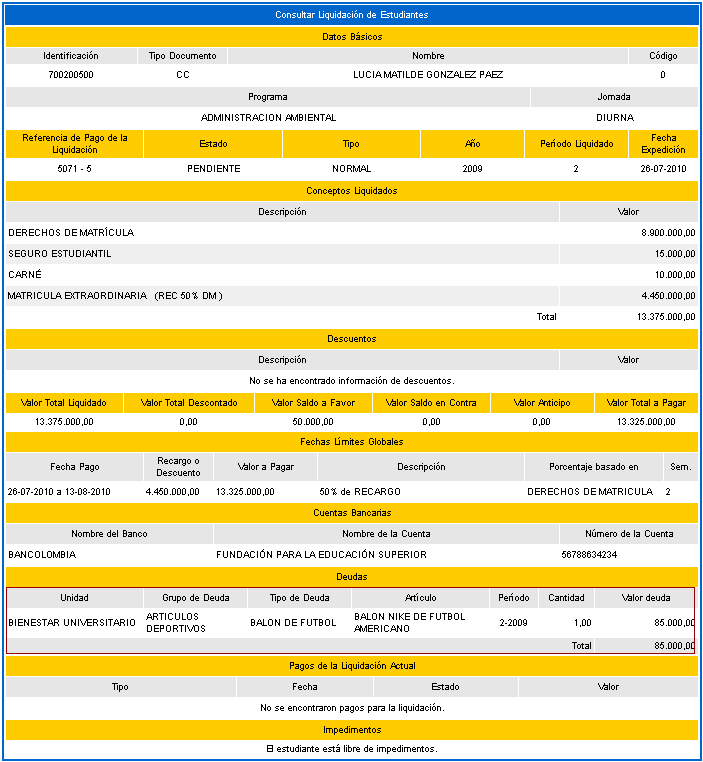 Consultar Liquidación de Estudiantes
Datos Básicos
Identificación Tipo Documento Nombre Código
700200500 CC LUCIA MATILDE GONZALEZ PAEZ 0
Programa Jornada
ADMINISTRACION AMBIENTAL DIURNA
Referencia de Pago de la Liquidación Estado Tipo Año Período Liquidado Fecha Expedición
5071 - 5 PENDIENTE NORMAL 2009 2 26-07-2010
Conceptos Liquidados
Descripción Valor
DERECHOS DE MATRÍCULA 8.900.000,00
SEGURO ESTUDIANTIL 15.000,00
CARNÉ 10.000,00
MATRICULA EXTRAORDINARIA (REC 50% DM ) 4.450.000,00
Total 13.375.000,00
Descuentos
Descripción Valor
No se ha encontrado información de descuentos.
Valor Total Liquidado Valor Total Descontado Valor Saldo a Favor Valor Saldo en Contra Valor Anticipo Valor Total a Pagar
13.375.000,00 0,00 50.000,00 0,00 0,00 13.325.000,00
Fechas Límites Globales
Fecha Pago Recargo o Descuento Valor a Pagar Descripción Porcentaje basado en Sem.
26-07-2010 a 13-08-2010 4.450.000,00 13.325.000,00 50% de RECARGO DERECHOS DE MATRICULA 2
Cuentas Bancarias
Nombre del Banco Nombre de la Cuenta Número de la Cuenta
BANCOLOMBIA FUNDACIÓN PARA LA EDUCACIÓN SUPERIOR 56788634234
Deudas
Unidad Grupo de Deuda Tipo de Deuda Artículo Período Cantidad Valor deuda
BIENESTAR UNIVERSITARIO ARTICULOS DEPORTIVOS BALON DE FUTBOL BALON NIKE DE FUTBOL AMERICANO 2-2009 1,00 85.000,00
Total 85.000,00
Pagos de la Liquidación Actual
Tipo Fecha Estado Valor
No se encontraron pagos para la liquidación.
Impedimentos
El estudiante está libre de impedimentos.